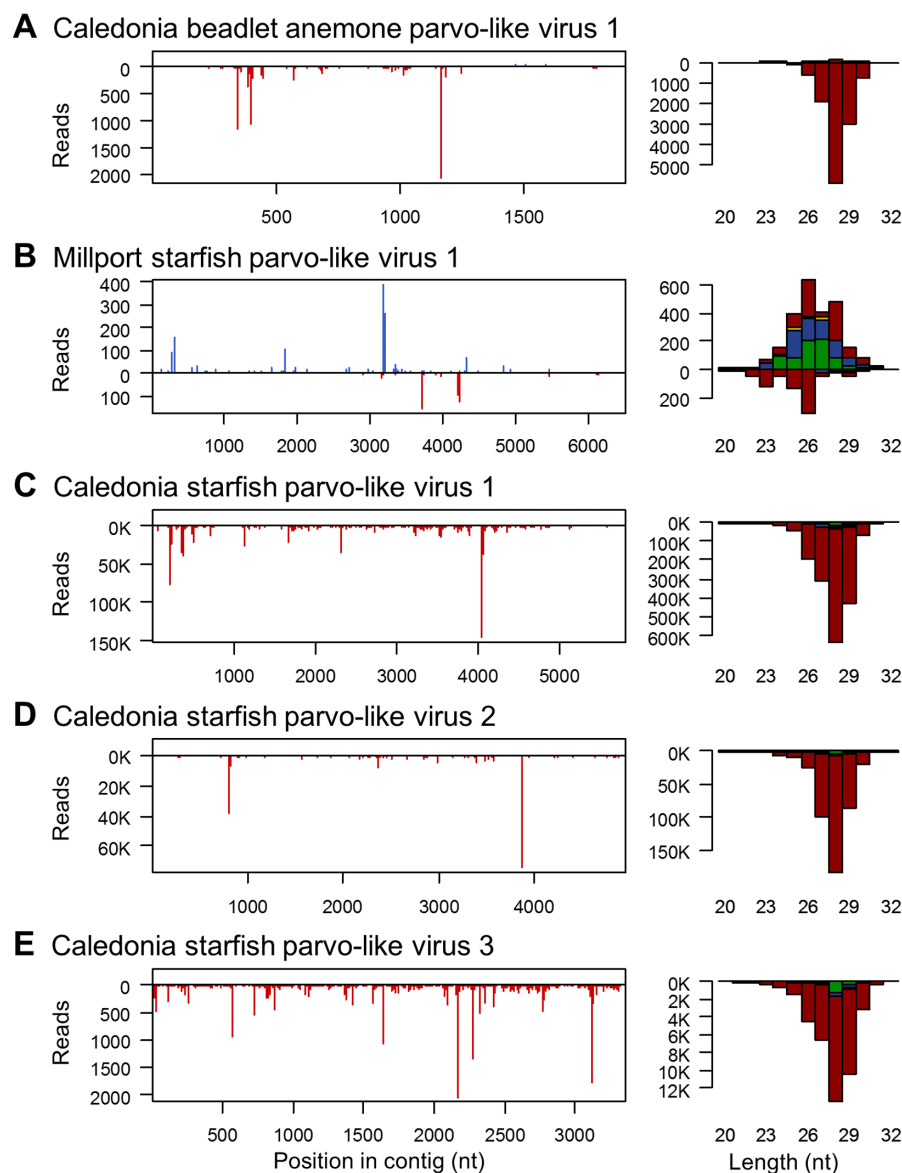 A Caledonia beadlet anemone parvo-like virus 1
Reads
0
500
1000
1500
2000
500 1000 1500
0
1000
2000
3000
4000
5000
20 23 26 29 32
B Millport starfish parvo-like virus 1
Reads
400
300
200
100
0
100
1000 2000 3000 4000 5000 6000
600
400
200
0
200
20 23 26 29 32
C Caledonia starfish parvo-like virus 1
Reads
0K
50K
100K
150K
1000 2000 3000 4000 5000
0K
100K
200K
300K
400K
500K
600K
20 23 26 29 32
D Caledonia starfish parvo-like virus 2
Reads
0K
20K
40K
60K
1000 2000 3000 4000
0K
50K
100K
150K
20 23 26 29 32
E Caledonia starfish parvo-like virus 3
Reads
0
500
1000
1500
2000
500 1000 1500 2000 2500 3000
Position in contig (nt)
0K
2K
4K
6K
8K
10K
12K
20 23 26 29 32
Length (nt)